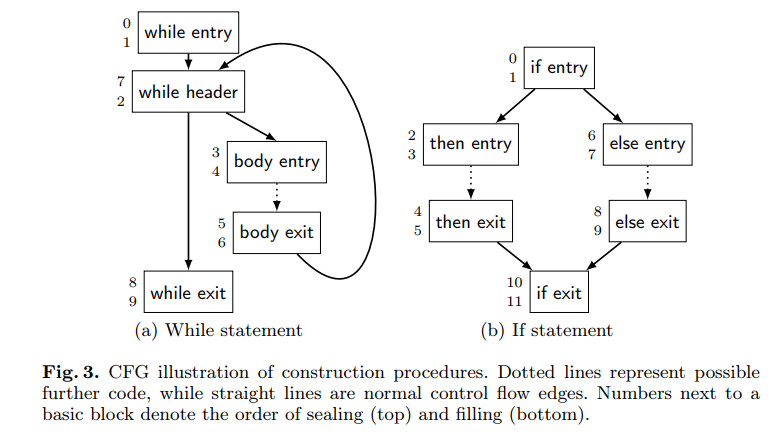 0
1
while entry
7
2
while header
3
4
body entry
5
6
body exit
8
9
while exit
(a) While statement
0
1
if entry
2
3
then entry
6
7
else entry
4
5
then exit
8
9
else exit
10
11
if exit
(b) If statement
Fig. 3. CFG illustration of construction procedures. Dotted lines represent possible
further code, while straight lines are normal control flow edges. Numbers next to a
basic block denote the order of sealing (top) and filling (bottom).